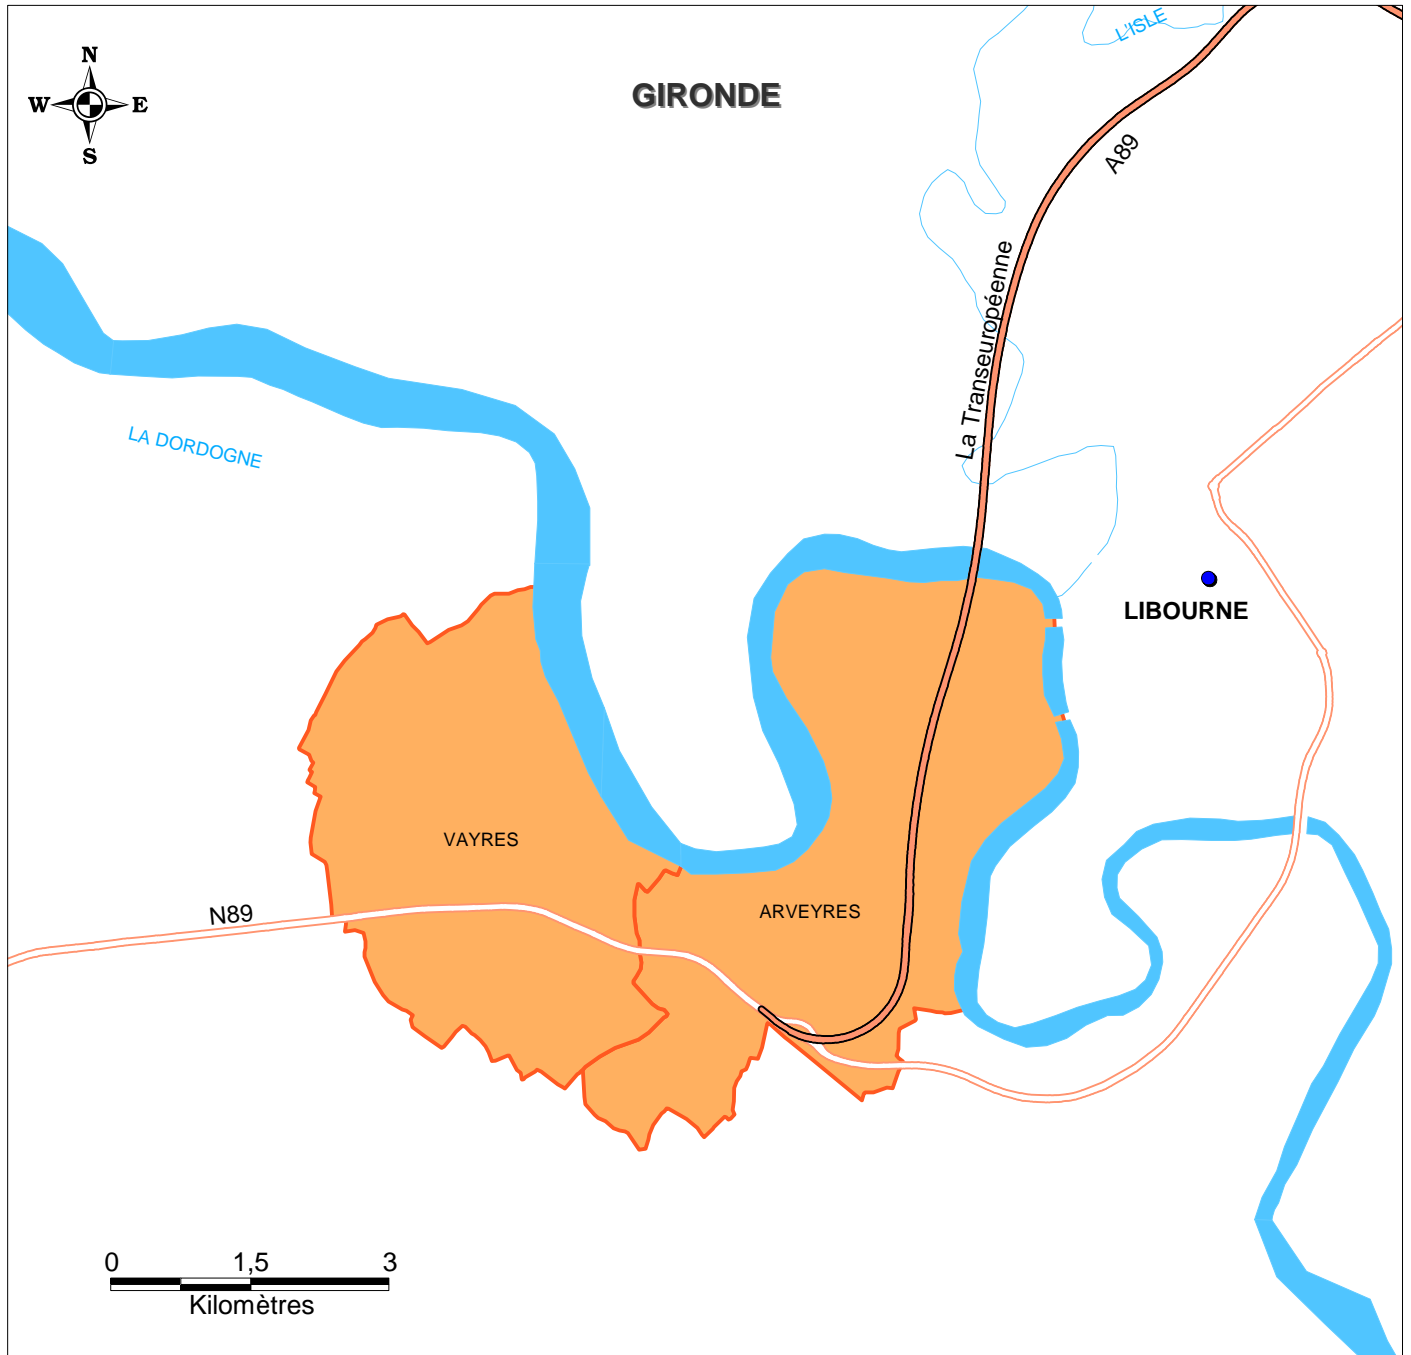 L'ISLE
N
W E
S
GIRONDE
A89
La Transeuropéenne
LA DORDOGNE
LIBOURNE
VAYRES
ARVEYRES
N89
0 1,5 3
Kilomètres